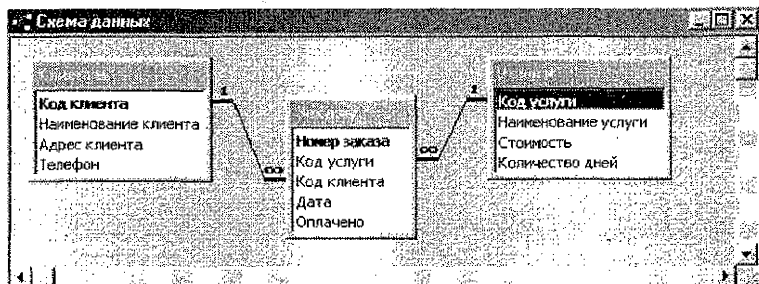 Схема данных
Код клиента
Наименование клиента
Адрес клиента
Телефон
1
∞
Номер заказа
Код услуги
Код клиента
Дата
Оплачено
∞
1
Код услуги
Наименование услуги
Стоимость
Количество дней